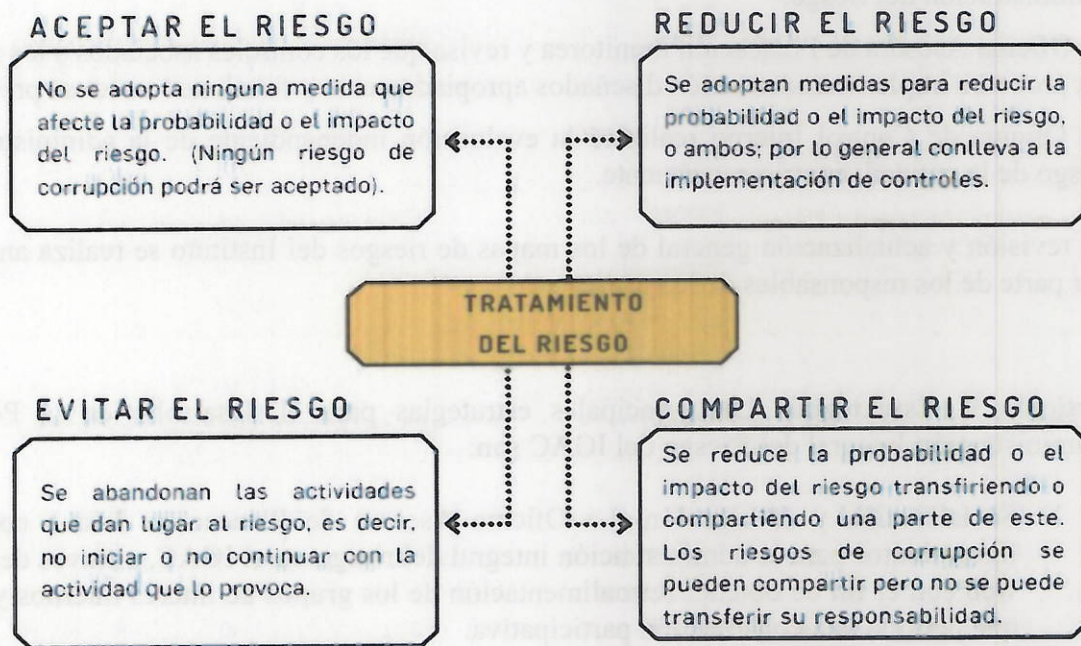 ACEPTAR EL RIESGO
No se adopta ninguna medida que
afecte la probabilidad o el impacto
del riesgo. (Ningún riesgo de
corrupción podrá ser aceptado).
REDUCIR EL RIESGO
Se adoptan medidas para reducir la
probabilidad o el impacto del riesgo,
o ambos; por lo general conlleva a la
implementación de controles.
TRATAMIENTO
DEL RIESGO
EVITAR EL RIESGO
Se abandonan las actividades
que dan lugar al riesgo, es decir,
no iniciar y no continuar con la
actividad que lo provoca.
COMPARTIR EL RIESGO
Se reduce la probabilidad o el
impacto del riesgo transfiriendo o
compartiendo una parte de este.
Los riesgos de corrupción se
pueden compartir pero no se puede
transferir su responsabilidad.